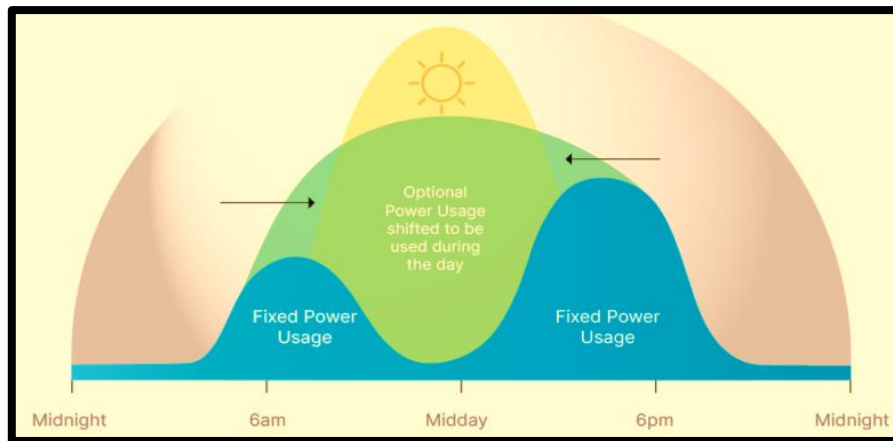 Optional
Power Usage
shifted to be
used during
the day
Fixed Power
Usage
Fixed Power
Usage
Midnight
6am
Midday
6pm
Midnight